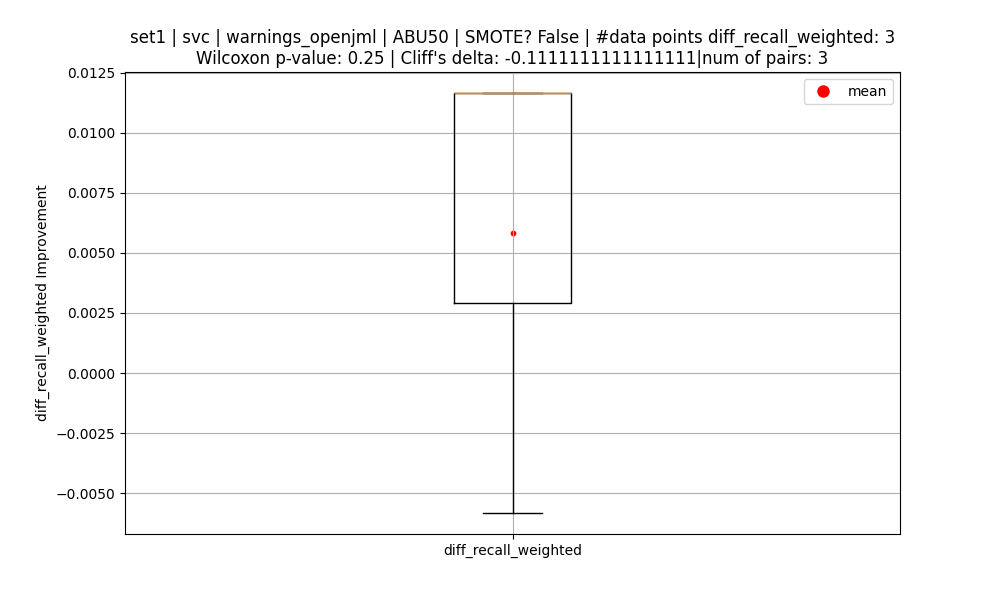 set1 | svc | warnings_openjml | ABU50 | SMOTE? False | #data points diff_recall_weighted: 3
Wilcoxon p-value: 0.25 | Cliff's delta: -0.1111111111111111|num of pairs: 3
mean
diff_recall_weighted Improvement
0.0125
0.0100
0.0075
0.0050
0.0025
0.0000
−0.0025
−0.0050
diff_recall_weighted